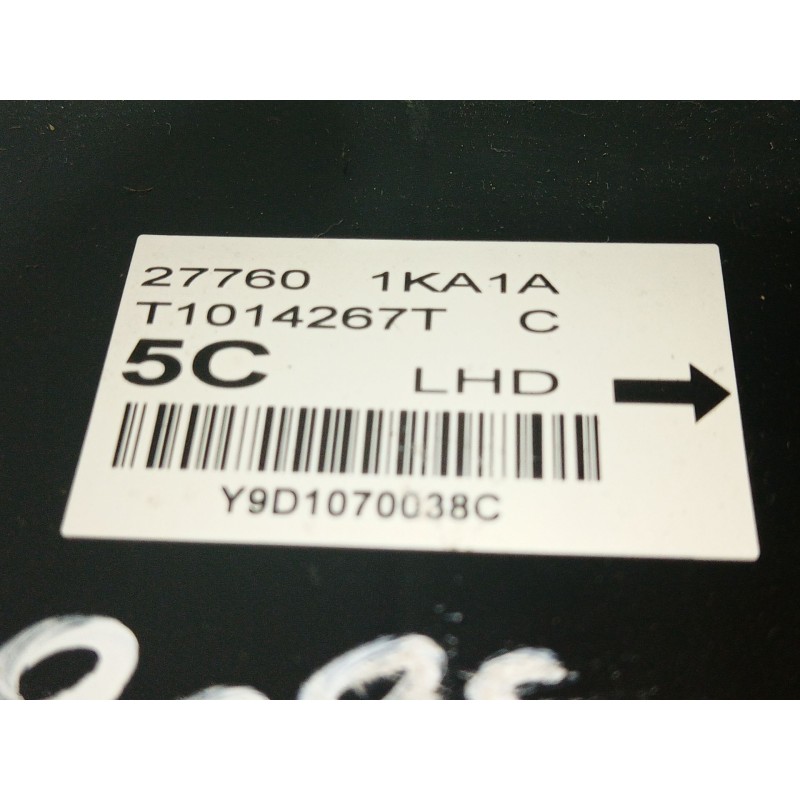 27760 1KA1A
T1014267T C
5C LHD
Y9D1070038C